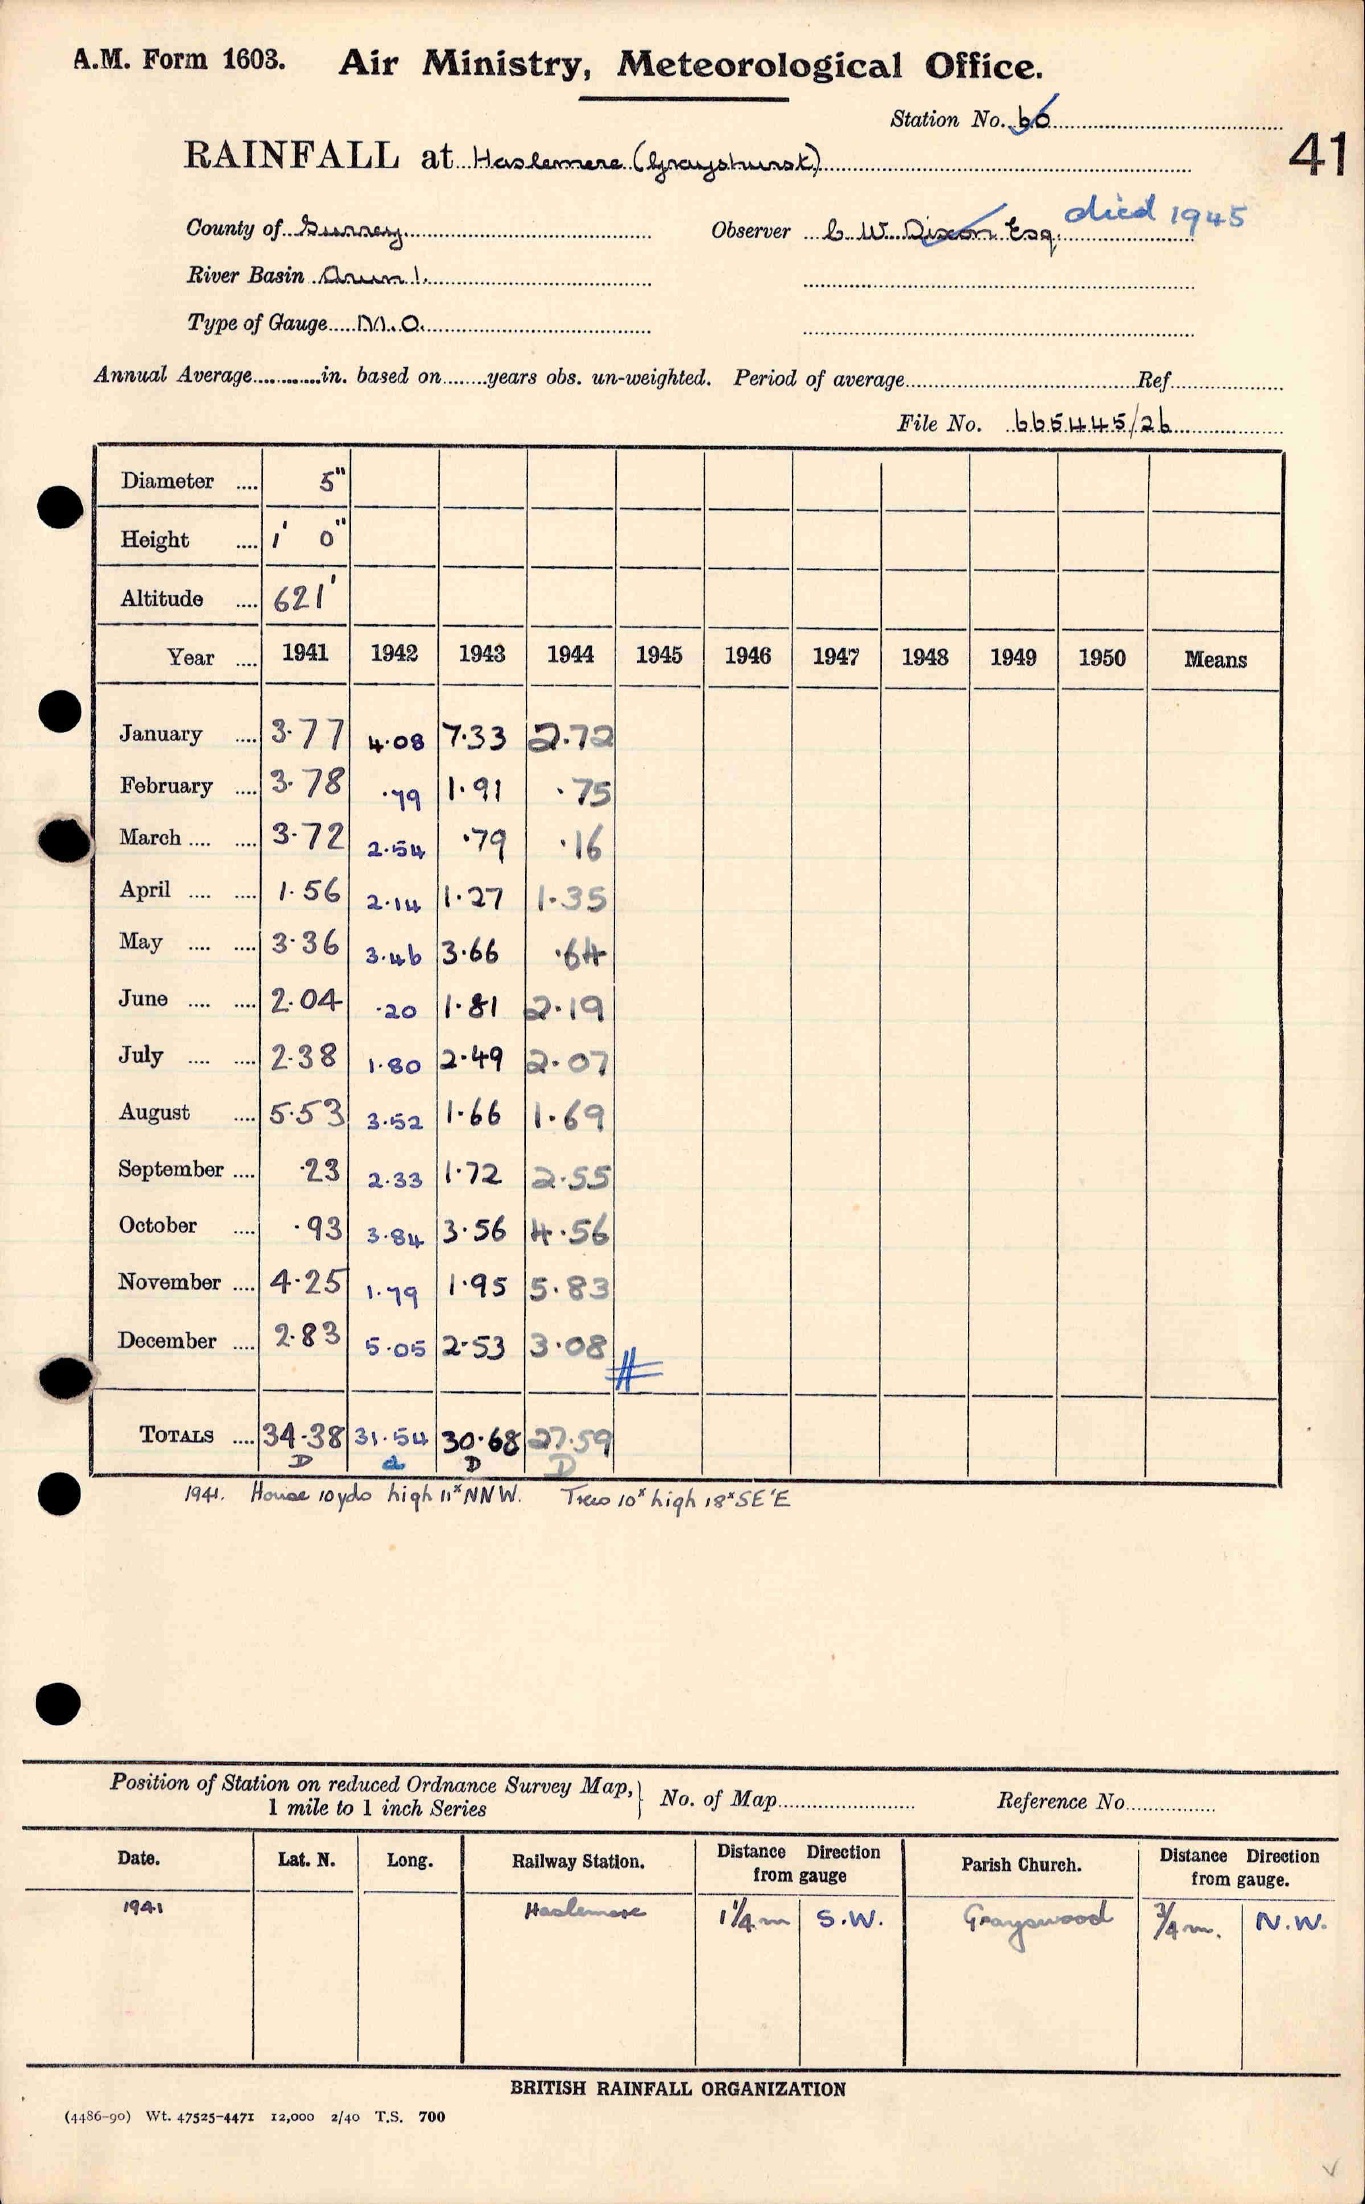 A.M. Form 1603. Air Ministry, Meteorological Office.
Station No. 60
41
RAINFALL at Haslemere (Grayshurst)
died 1945
County of Surrey. Observer C. W. Dixon Esq.
River Basin Arun 1.
Type of Gauge M.O.
Annual Average in. based on years obs. un-weighted. Period of average Ref
File No. 665445/26
Diameter 5"
Height 1' 0"
Altitude 621'
Year 1941 1942 1943 1944 1945 1946 1947 1948 1949 1950 Means
January 3.77 4.08 7.33 2.72
February 3.78 .79 1.91 .75
March 3.72 2.54 .79 .16
April 1.56 2.14 1.27 1.35
May 3.36 3.46 3.66 .64
June 2.04 .20 1.81 2.19
July 2.38 1.80 2.49 2.07
August 5.53 3.52 1.66 1.69
September .23 2.33 1.72 2.55
October .93 3.84 3.56 4.56
November 4.25 1.79 1.95 5.83
December 2.83 5.05 2.53 3.08
TOTALS 34.38 31.54 30.68 27.59
D d D D
1941. House 10 yds high 11ˣ NNW. Trees 10ˣ high 18ˣ SE'E
Position of Station on reduced Ordnance Survey Map, 1 mile to 1 inch Series } No. of Map Reference No.
Date. Lat. N. Long. Railway Station. Distance Direction from gauge Parish Church. Distance Direction from gauge.
1941 Haslemere 1¼ m S.W. Grayswood ¾ m. N.W.
BRITISH RAINFALL ORGANIZATION
(4486-90) Wt. 47525-4471 12,000 2/40 T.S. 700